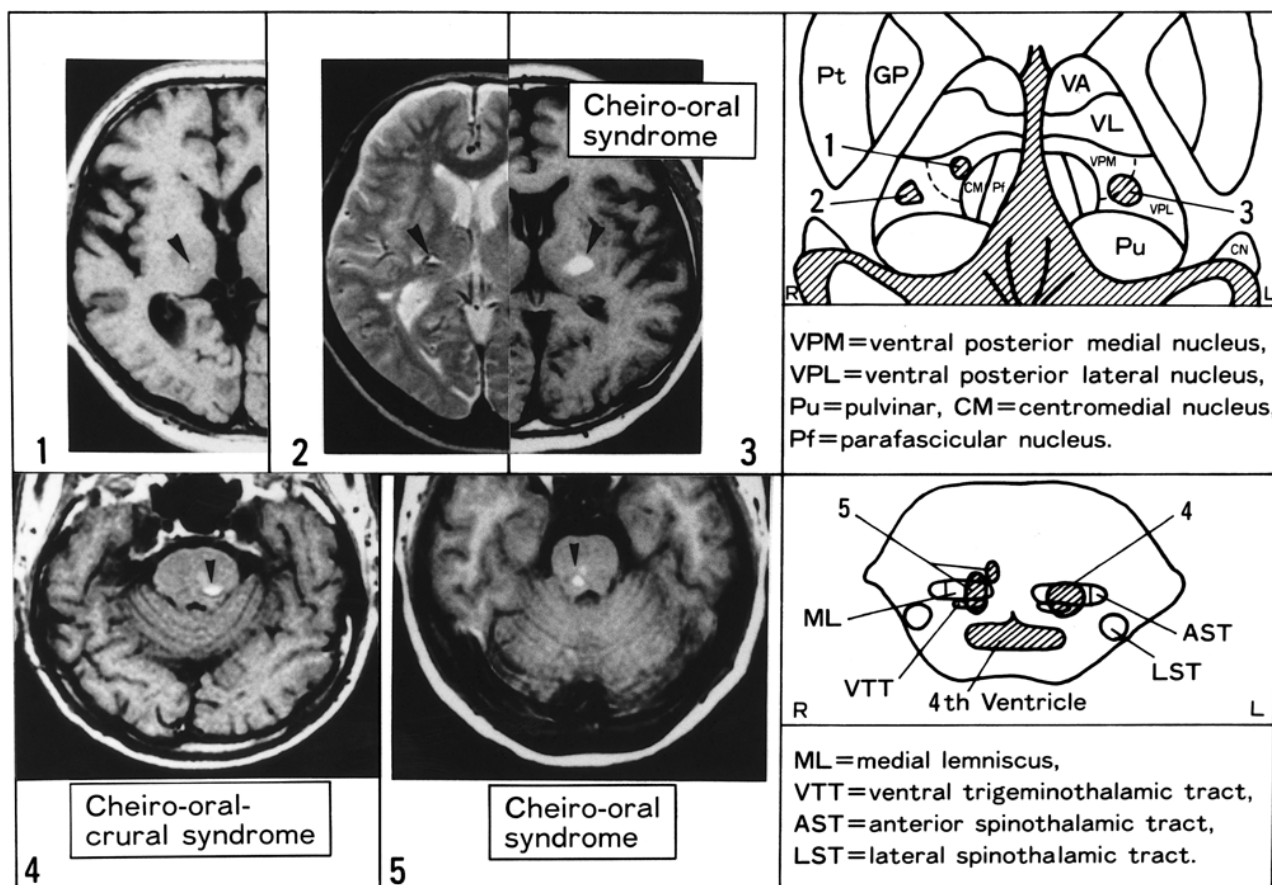 Cheiro-oral
syndrome
1
2
3
Pt
GP
VA
VL
1
VPM
CM
Pf
2
3
VPL
Pu
CN
R
L
VPM=ventral posterior medial nucleus,
VPL=ventral posterior lateral nucleus,
Pu=pulvinar, CM=centromedial nucleus,
Pf=parafascicular nucleus.
Cheiro-oral-
crural syndrome
4
Cheiro-oral
syndrome
5
5
4
ML
AST
VTT
LST
4th Ventricle
R
L
ML=medial lemniscus,
VTT=ventral trigeminothalamic tract,
AST=anterior spinothalamic tract,
LST=lateral spinothalamic tract.